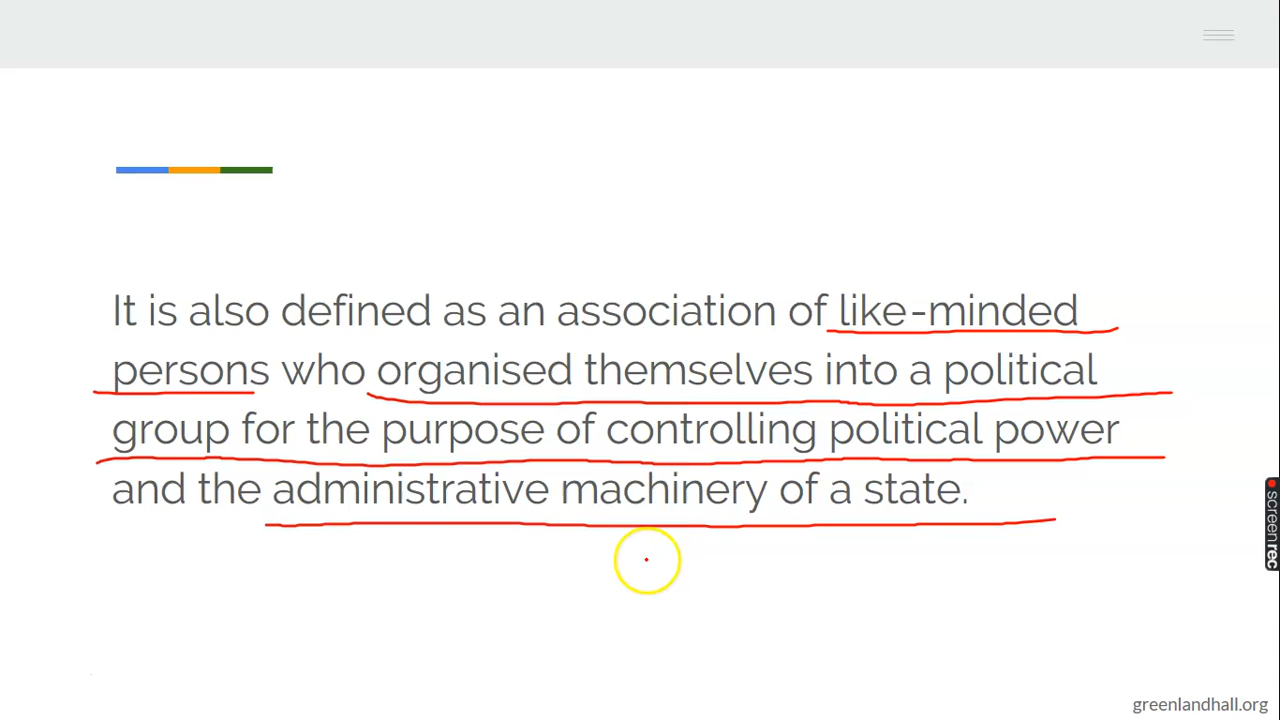 It is also defined as an association of like-minded
persons who organised themselves into a political
group for the purpose of controlling political power
and the administrative machinery of a state.
screenrec
greenlandhall.org